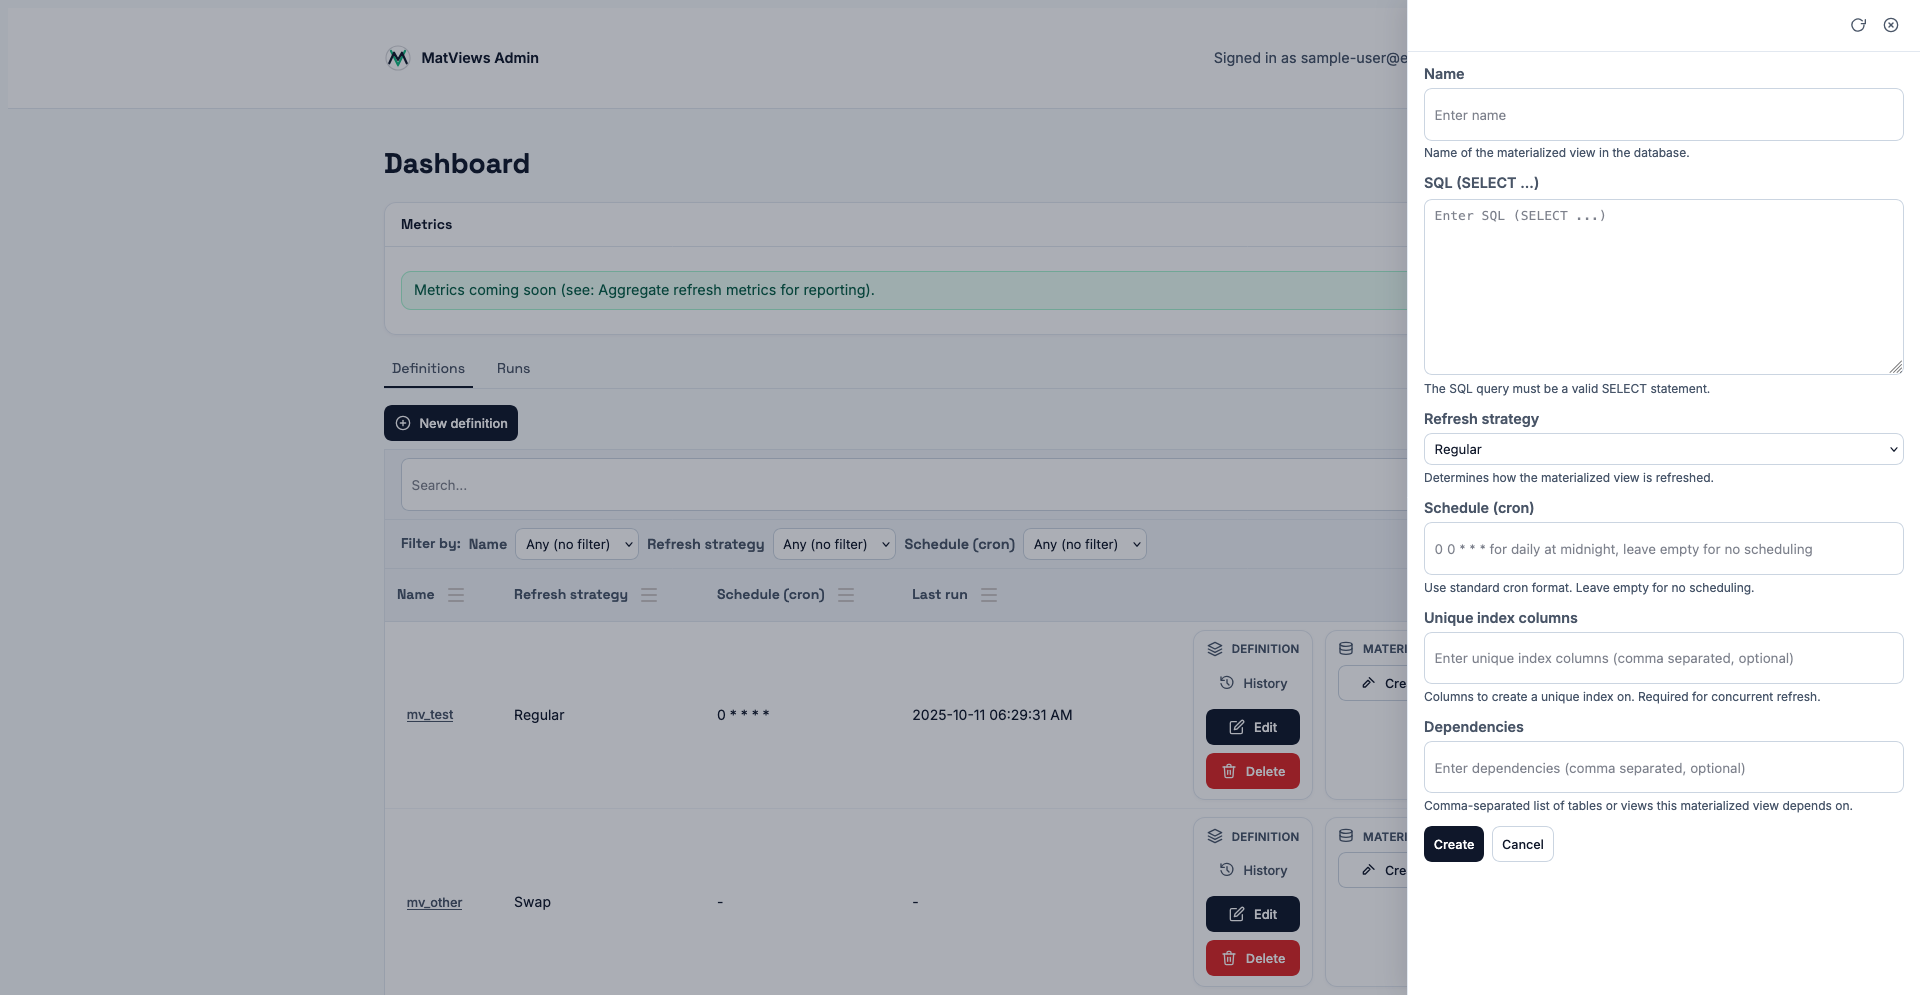 MatViews Admin
Signed in as sample-user@e
Dashboard
Metrics
Metrics coming soon (see: Aggregate refresh metrics for reporting).
Definitions
Runs
New definition
Search...
Filter by: Name Any (no filter) Refresh strategy Any (no filter) Schedule (cron) Any (no filter)
Name Refresh strategy Schedule (cron) Last run
mv_test Regular 0 * * * * 2025-10-11 06:29:31 AM
DEFINITION
History
Edit
Delete
MATERI
Cre
mv_other Swap - -
DEFINITION
History
Edit
Delete
MATERI
Cre
Name
Enter name
Name of the materialized view in the database.
SQL (SELECT ...)
Enter SQL (SELECT ...)
The SQL query must be a valid SELECT statement.
Refresh strategy
Regular
Determines how the materialized view is refreshed.
Schedule (cron)
0 0 * * * for daily at midnight, leave empty for no scheduling
Use standard cron format. Leave empty for no scheduling.
Unique index columns
Enter unique index columns (comma separated, optional)
Columns to create a unique index on. Required for concurrent refresh.
Dependencies
Enter dependencies (comma separated, optional)
Comma-separated list of tables or views this materialized view depends on.
Create
Cancel